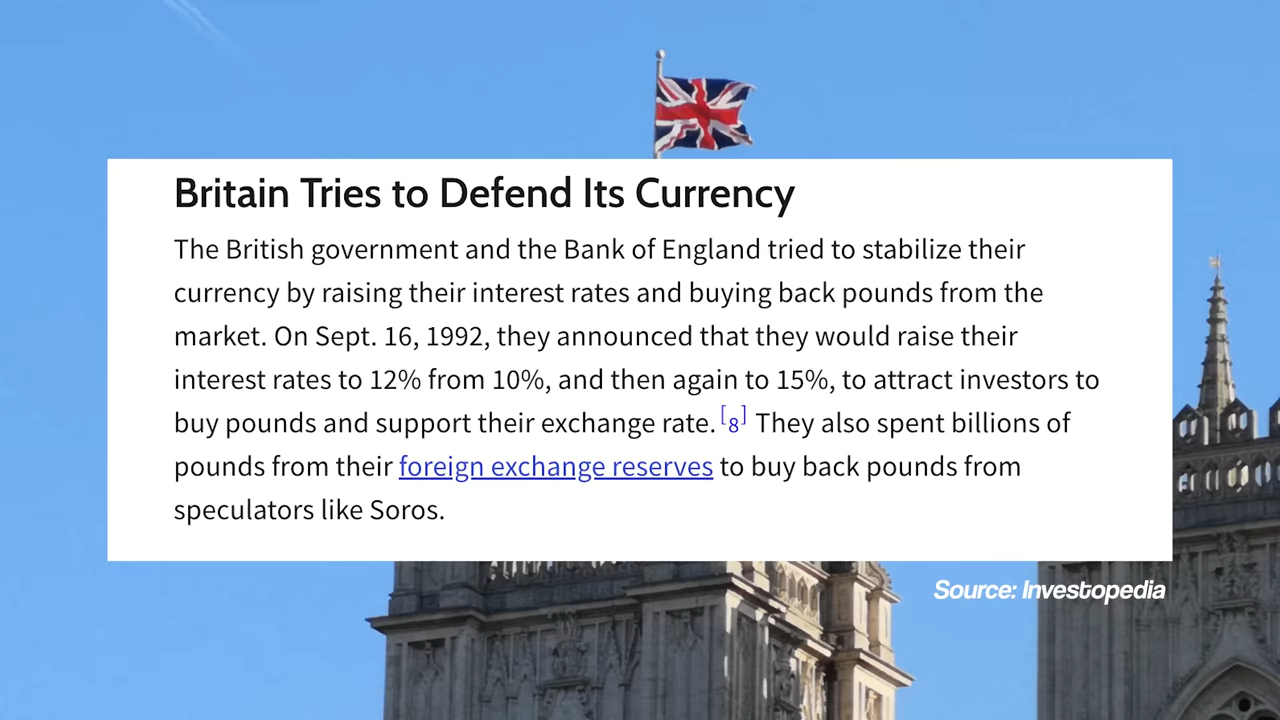 Britain Tries to Defend Its Currency
The British government and the Bank of England tried to stabilize their
currency by raising their interest rates and buying back pounds from the
market. On Sept. 16, 1992, they announced that they would raise their
interest rates to 12% from 10%, and then again to 15%, to attract investors to
buy pounds and support their exchange rate.[8] They also spent billions of
pounds from their foreign exchange reserves to buy back pounds from
speculators like Soros.
Source: Investopedia